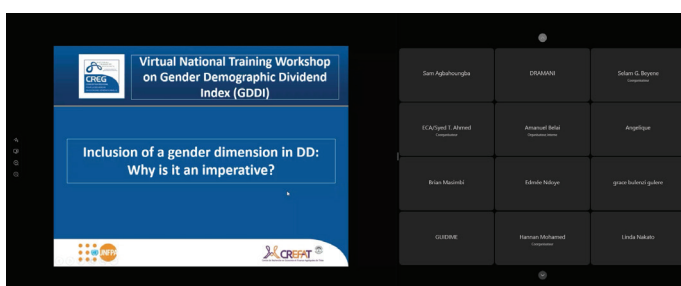 CREG
Virtual National Training Workshop
on Gender Demographic Dividend
Index (GDDI)
Inclusion of a gender dimension in DD:
Why is it an imperative?
UNFPA
CREFAT
Sam Agbahoungba
DRAMANI
Selam G. Beyene
ECA/Syed T. Ahmed
Amanuel Belai
Angelique
Brian Masimbi
Edmée Ndoye
grace bulenzi gulere
GUIDIME
Hannan Mohamed
Linda Nakato